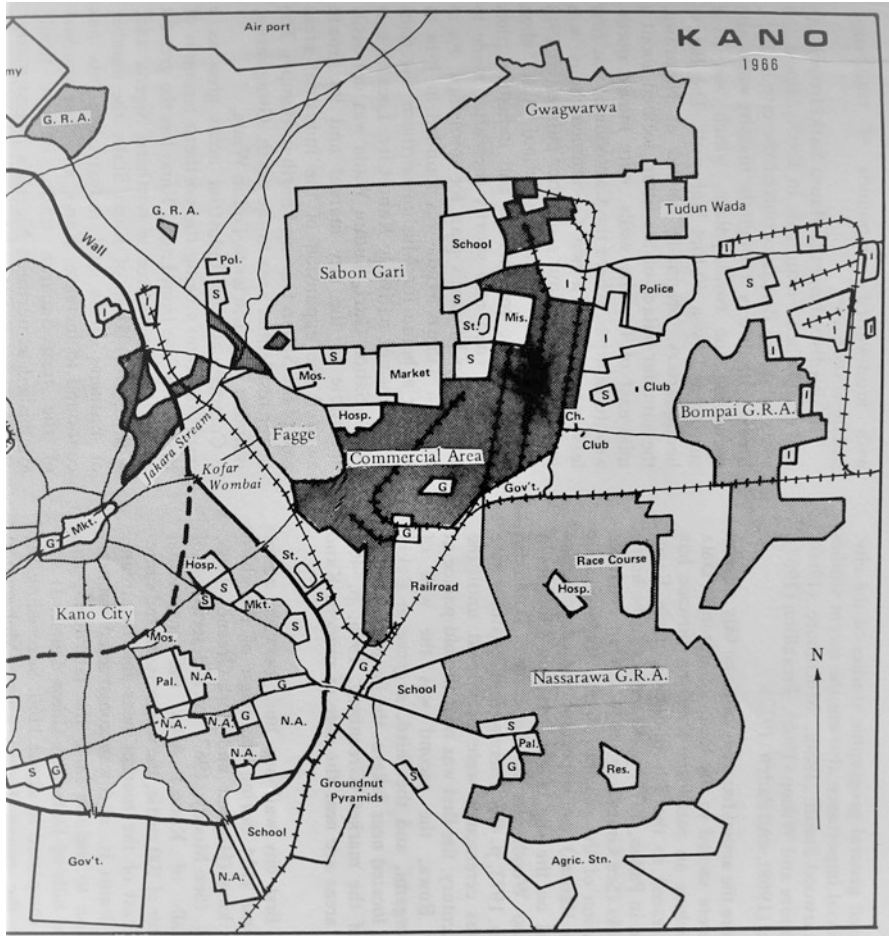 Air port
KANO
1966
my
G. R. A.
Gwagwarwa
G. R. A.
Tudun Wada
Wall
School
Pol.
Sabon Gari
I
I
I
I
S
I
Police
S
I
I
S
St.
Mis.
I
I
I
S
Mos.
Market
S
S
Club
I
Bompai G.R.A.
Fagge
Hosp.
Ch.
Club
Jakara Stream
Commercial Area
I
Kofar
Wombai
G
Gov't.
Mkt.
G
G
St.
Race Course
Hosp.
Railroad
Hosp.
S
S
S
Mkt.
Kano City
S
Mos.
N
Pal.
N.A.
G
Nassarawa G.R.A.
G
School
N.A.
N.A.
G
N.A.
S
N.A.
Pal.
S
G
S
G
Res.
Groundnut
Pyramids
School
Gov't.
Agric. Stn.
N.A.